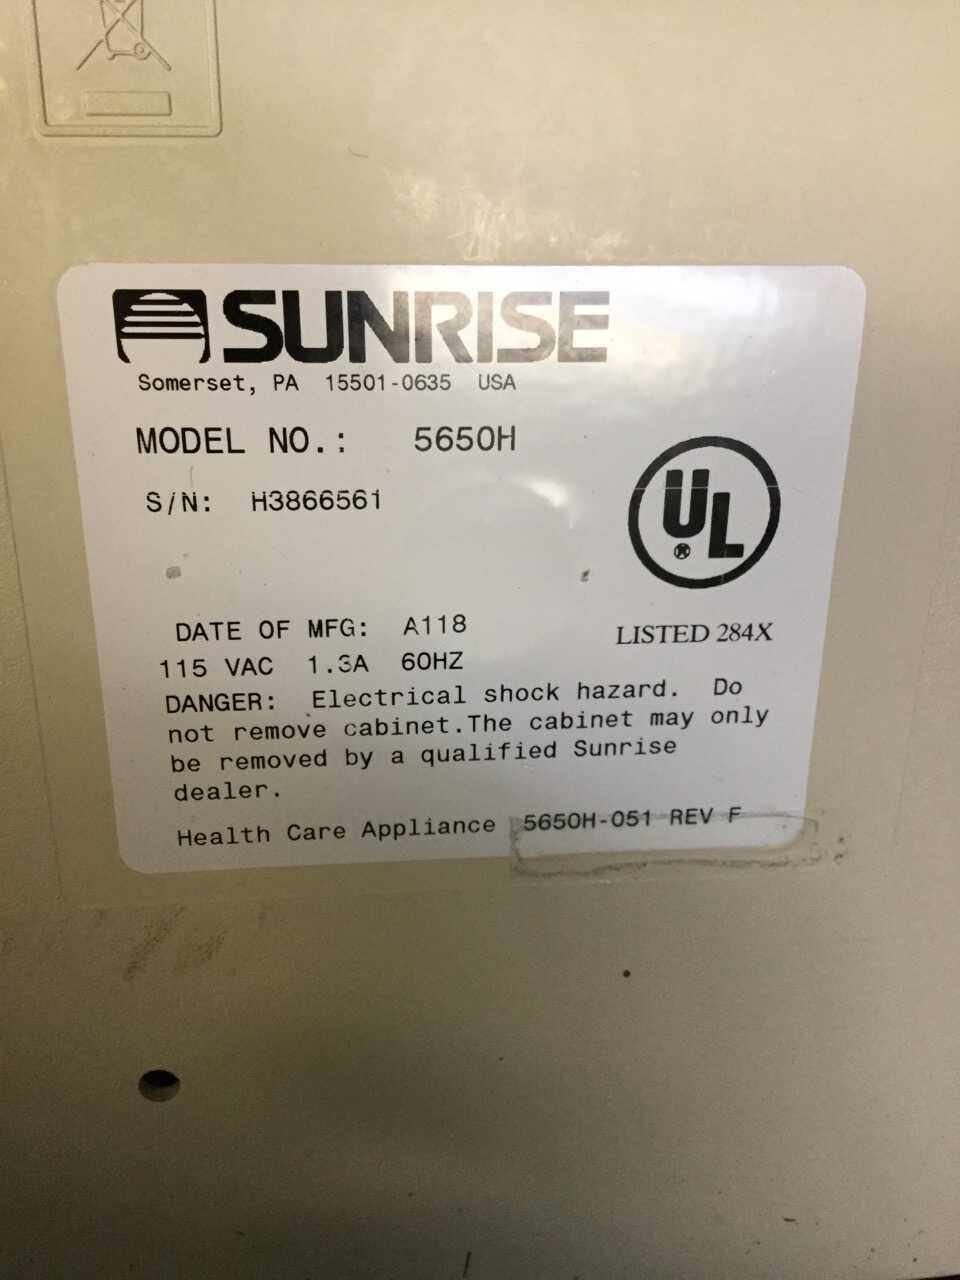 SUNRISE
Somerset, PA 15501-0635 USA
MODEL NO.: 5650H
S/N: H3866561
UL
®
DATE OF MFG: A118
LISTED 284X
115 VAC 1.3A 60HZ
DANGER: Electrical shock hazard. Do
not remove cabinet.The cabinet may only
be removed by a qualified Sunrise
dealer.
Health Care Appliance 5650H-051 REV F